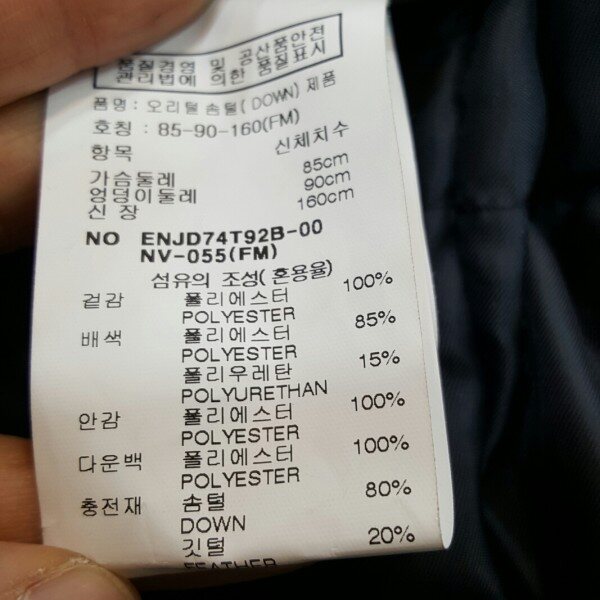 품질경영 및 공산품안전
관리법에 의한 품질표시
품명 : 오리털 솜털(DOWN) 제품
호칭 : 85-90-160(FM)
항목 신체치수
가슴둘레 85cm
엉덩이둘레 90cm
신 장 160cm
NO ENJD74T92B-00
NV-055(FM)
섬유의 조성(혼용율)
겉감 폴리에스터 100%
POLYESTER
배색 폴리에스터 85%
POLYESTER
폴리우레탄 15%
POLYURETHAN
안감 폴리에스터 100%
POLYESTER
다운백 폴리에스터 100%
POLYESTER
충전재 솜털 80%
DOWN
깃털 20%
FEATHER